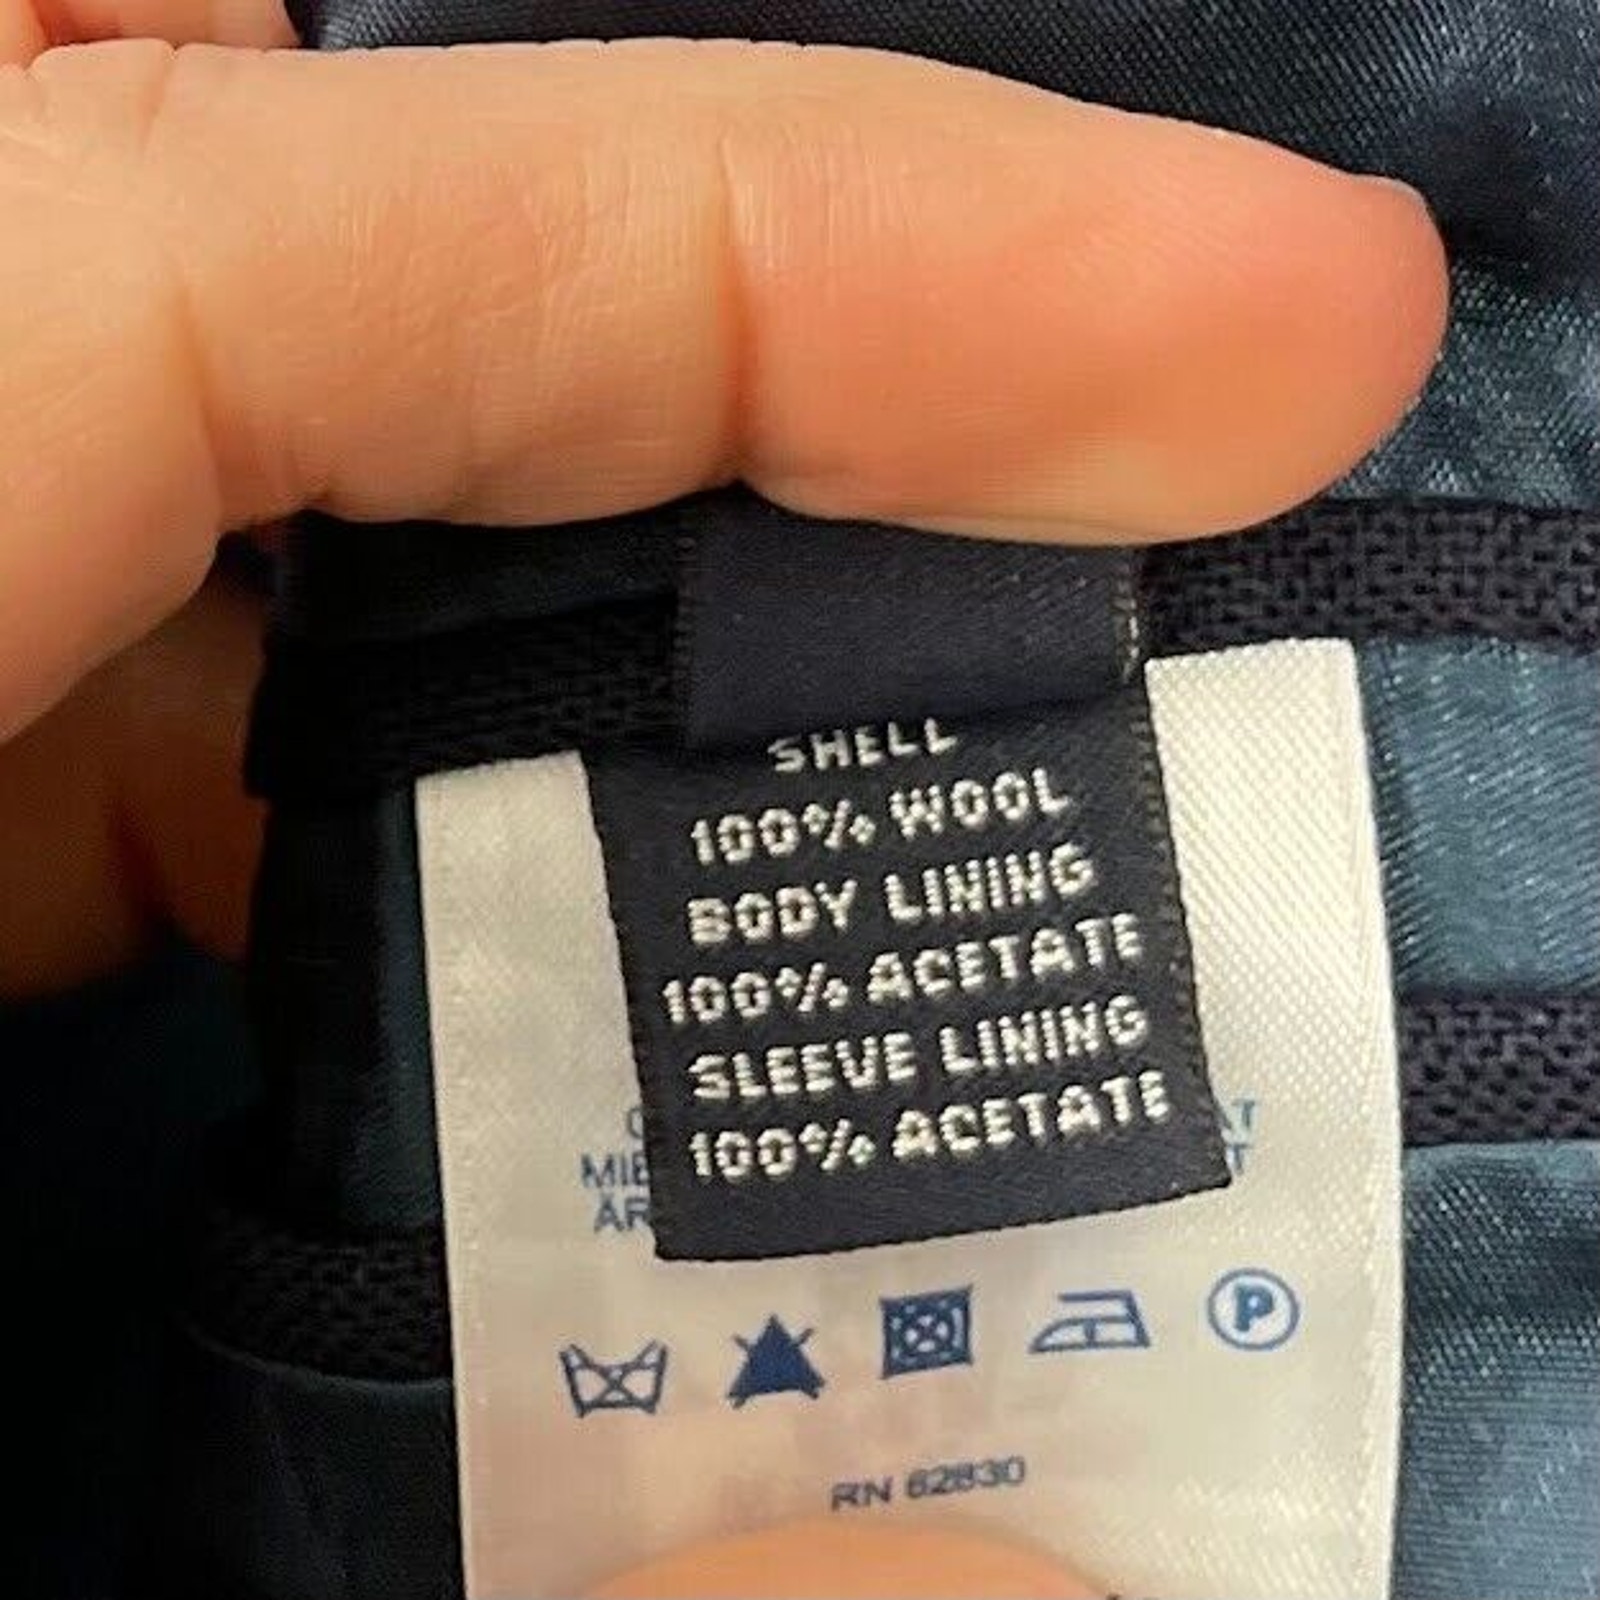 SHELL
100% WOOL
BODY LINING
100% ACETATE
SLEEVE LINING
100% ACETATE
P
RN 62830